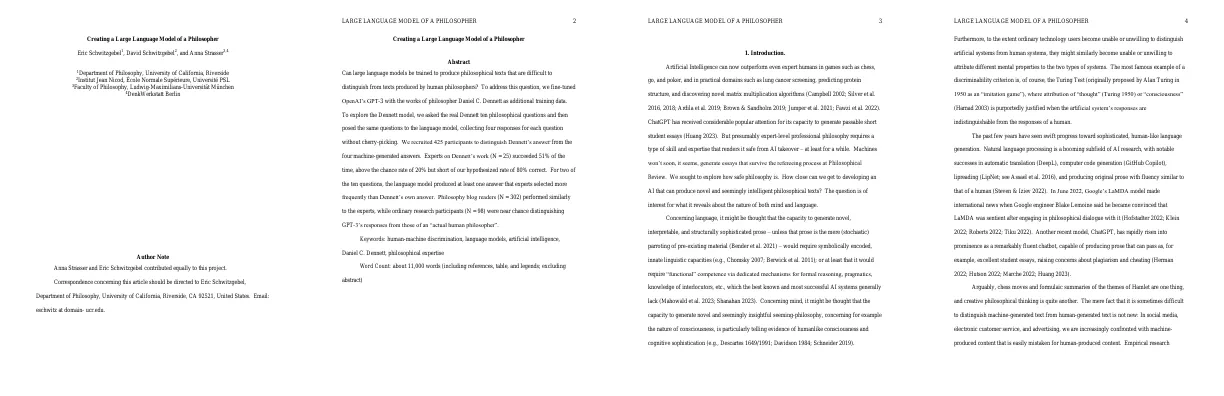 Creating a Large Language Model of a Philosopher
Eric Schwitzgebel1, David Schwitzgebel2, and Anna Strasser3,4
1Department of Philosophy, University of California, Riverside
2Institut Jean Nicod, École Normale Supérieure, Université PSL
3Faculty of Philosophy, Ludwig-Maximilians-Universität München
4DenkWerkstatt Berlin
Author Note
Anna Strasser and Eric Schwitzgebel contributed equally to this project.
Correspondence concerning this article should be directed to Eric Schwitzgebel,
Department of Philosophy, University of California, Riverside, CA 92521, United States. Email:
eschwitz at domain- ucr.edu.
LARGE LANGUAGE MODEL OF A PHILOSOPHER 2
Creating a Large Language Model of a Philosopher
Abstract
Can large language models be trained to produce philosophical texts that are difficult to
distinguish from texts produced by human philosophers? To address this question, we fine-tuned
OpenAI's GPT-3 with the works of philosopher Daniel C. Dennett as additional training data.
To explore the Dennett model, we asked the real Dennett ten philosophical questions and then
posed the same questions to the language model, collecting four responses for each question
without cherry-picking. We recruited 425 participants to distinguish Dennett's answer from the
four machine-generated answers. Experts on Dennett's work (N = 25) succeeded 51% of the
time, above the chance rate of 20% but short of our hypothesized rate of 80% correct. For two of
the ten questions, the language model produced at least one answer that experts selected more
frequently than Dennett's own answer. Philosophy blog readers (N = 302) performed similarly
to the experts, while ordinary research participants (N = 98) were near chance distinguishing
GPT-3's responses from those of an "actual human philosopher".
Keywords: human-machine discrimination, language models, artificial intelligence,
Daniel C. Dennett, philosophical expertise
Word Count: about 11,000 words (including references, table, and legends; excluding
abstract)
LARGE LANGUAGE MODEL OF A PHILOSOPHER 3
1. Introduction.
Artificial Intelligence can now outperform even expert humans in games such as chess,
go, and poker, and in practical domains such as lung cancer screening, predicting protein
structure, and discovering novel matrix multiplication algorithms (Campbell 2002; Silver et al.
2016, 2018; Ardila et al. 2019; Brown & Sandholm 2019; Jumper et al. 2021; Fawzi et al. 2022).
ChatGPT has received considerable popular attention for its capacity to generate passable short
student essays (Huang 2023). But presumably expert-level professional philosophy requires a
type of skill and expertise that renders it safe from AI takeover – at least for a while. Machines
won't soon, it seems, generate essays that survive the refereeing process at Philosophical
Review. We sought to explore how safe philosophy is. How close can we get to developing an
AI that can produce novel and seemingly intelligent philosophical texts? The question is of
interest for what it reveals about the nature of both mind and language.
Concerning language, it might be thought that the capacity to generate novel,
interpretable, and structurally sophisticated prose – unless that prose is the mere (stochastic)
parroting of pre-existing material (Bender et al. 2021) – would require symbolically encoded,
innate linguistic capacities (e.g., Chomsky 2007; Berwick et al. 2011); or at least that it would
require "functional" competence via dedicated mechanisms for formal reasoning, pragmatics,
knowledge of interlocutors, etc., which the best known and most successful AI systems generally
lack (Mahowald et al. 2023; Shanahan 2023). Concerning mind, it might be thought that the
capacity to generate novel and seemingly insightful seeming-philosophy, concerning for example
the nature of consciousness, is particularly telling evidence of humanlike consciousness and
cognitive sophistication (e.g., Descartes 1649/1991; Davidson 1984; Schneider 2019).
LARGE LANGUAGE MODEL OF A PHILOSOPHER 4
Furthermore, to the extent ordinary technology users become unable or unwilling to distinguish
artificial systems from human systems, they might similarly become unable or unwilling to
attribute different mental properties to the two types of systems. The most famous example of a
discriminability criterion is, of course, the Turing Test (originally proposed by Alan Turing in
1950 as an "imitation game"), where attribution of "thought" (Turing 1950) or "consciousness"
(Harnad 2003) is purportedly justified when the artificial system's responses are
indistinguishable from the responses of a human.
The past few years have seen swift progress toward sophisticated, human-like language
generation. Natural language processing is a booming subfield of AI research, with notable
successes in automatic translation (DeepL), computer code generation (GitHub Copilot),
lipreading (LipNet; see Assael et al. 2016), and producing original prose with fluency similar to
that of a human (Steven & Iziev 2022). In June 2022, Google's LaMDA model made
international news when Google engineer Blake Lemoine said he became convinced that
LaMDA was sentient after engaging in philosophical dialogue with it (Hofstadter 2022; Klein
2022; Roberts 2022; Tiku 2022). Another recent model, ChatGPT, has rapidly risen into
prominence as a remarkably fluent chatbot, capable of producing prose that can pass as, for
example, excellent student essays, raising concerns about plagiarism and cheating (Herman
2022; Hutson 2022; Marche 2022; Huang 2023).
Arguably, chess moves and formulaic summaries of the themes of Hamlet are one thing,
and creative philosophical thinking is quite another. The mere fact that it is sometimes difficult
to distinguish machine-generated text from human-generated text is not new. In social media,
electronic customer service, and advertising, we are increasingly confronted with machine-
produced content that is easily mistaken for human-produced content. Empirical research